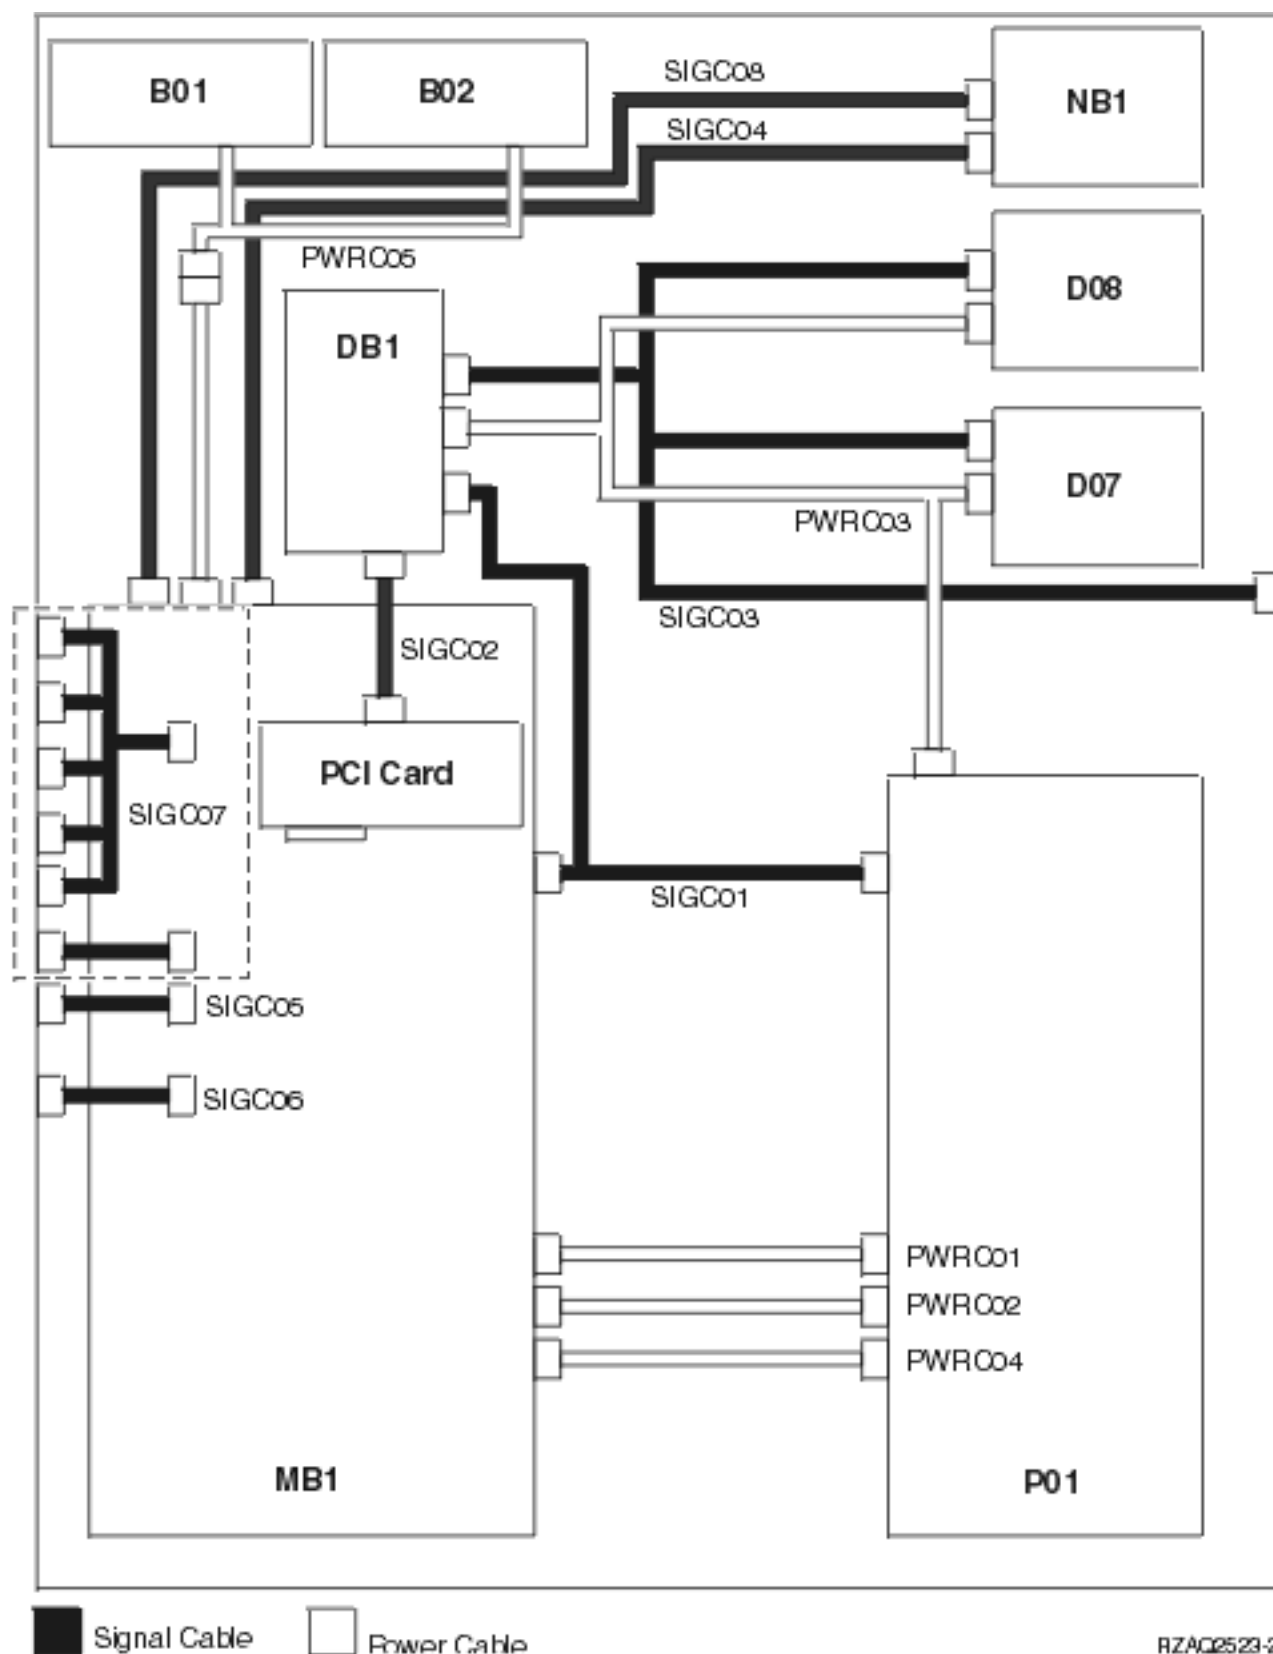 B01
B02
SIGC08
NB1
SIGC04
PWRC05
D08
DB1
D07
PWRC03
SIGC03
SIGC02
PCI Card
SIGC07
SIGC01
SIGC05
SIGC06
PWRC01
PWRC02
PWRC04
MB1
P01
Signal Cable
Power Cable